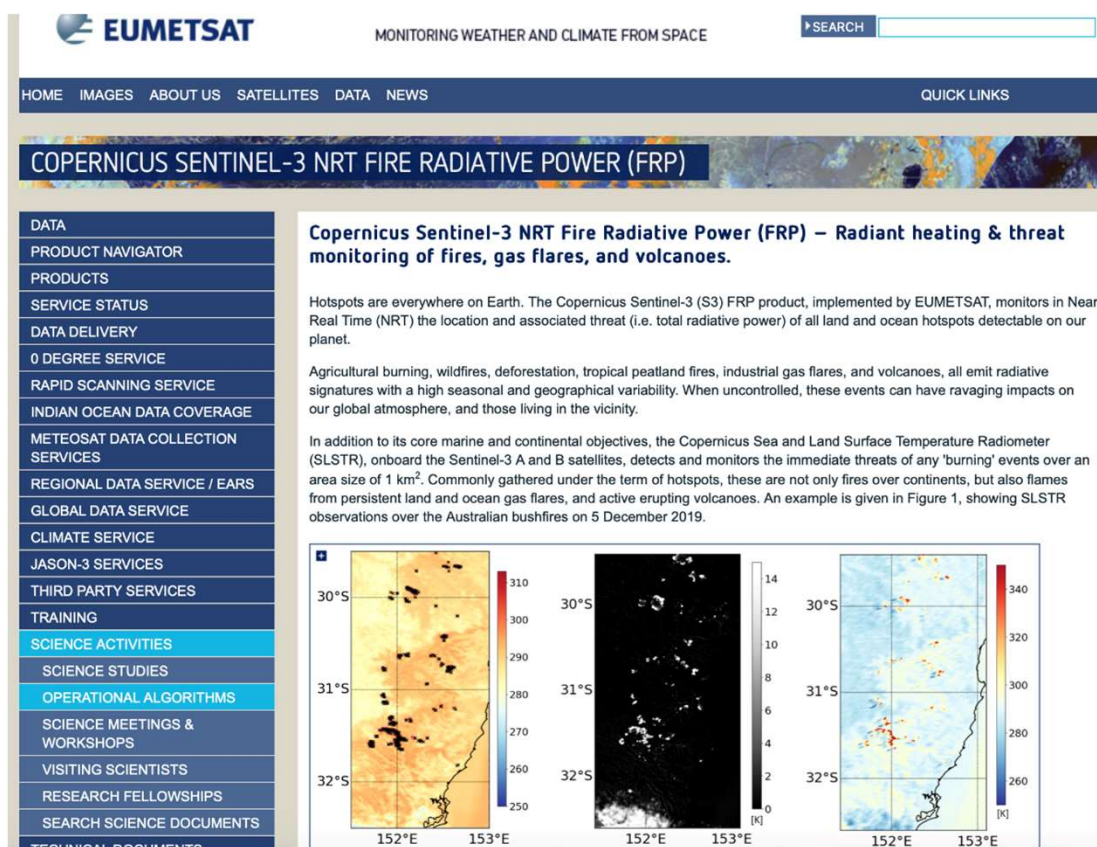 EUMETSAT
MONITORING WEATHER AND CLIMATE FROM SPACE
SEARCH
HOME IMAGES ABOUT US SATELLITES DATA NEWS QUICK LINKS
COPERNICUS SENTINEL-3 NRT FIRE RADIATIVE POWER (FRP)
DATA
PRODUCT NAVIGATOR
PRODUCTS
SERVICE STATUS
DATA DELIVERY
0 DEGREE SERVICE
RAPID SCANNING SERVICE
INDIAN OCEAN DATA COVERAGE
METEOSAT DATA COLLECTION
SERVICES
REGIONAL DATA SERVICE / EARS
GLOBAL DATA SERVICE
CLIMATE SERVICE
JASON-3 SERVICES
THIRD PARTY SERVICES
TRAINING
SCIENCE ACTIVITIES
SCIENCE STUDIES
OPERATIONAL ALGORITHMS
SCIENCE MEETINGS &
WORKSHOPS
VISITING SCIENTISTS
RESEARCH FELLOWSHIPS
SEARCH SCIENCE DOCUMENTS
TECHNICAL DOCUMENTS
Copernicus Sentinel-3 NRT Fire Radiative Power (FRP) – Radiant heating & threat
monitoring of fires, gas flares, and volcanoes.
Hotspots are everywhere on Earth. The Copernicus Sentinel-3 (S3) FRP product, implemented by EUMETSAT, monitors in Near
Real Time (NRT) the location and associated threat (i.e. total radiative power) of all land and ocean hotspots detectable on our
planet.
Agricultural burning, wildfires, deforestation, tropical peatland fires, industrial gas flares, and volcanoes, all emit radiative
signatures with a high seasonal and geographical variability. When uncontrolled, these events can have ravaging impacts on
our global atmosphere, and those living in the vicinity.
In addition to its core marine and continental objectives, the Copernicus Sea and Land Surface Temperature Radiometer
(SLSTR), onboard the Sentinel-3 A and B satellites, detects and monitors the immediate threats of any 'burning' events over an
area size of 1 km². Commonly gathered under the term of hotspots, these are not only fires over continents, but also flames
from persistent land and ocean gas flares, and active erupting volcanoes. An example is given in Figure 1, showing SLSTR
observations over the Australian bushfires on 5 December 2019.
30°S
31°S
32°S
152°E 153°E
310
300
290
280
270
260
250
30°S
31°S
32°S
152°E 153°E
14
12
10
8
6
4
2
0
[K]
30°S
31°S
32°S
152°E 153°E
340
320
300
280
260
[K]